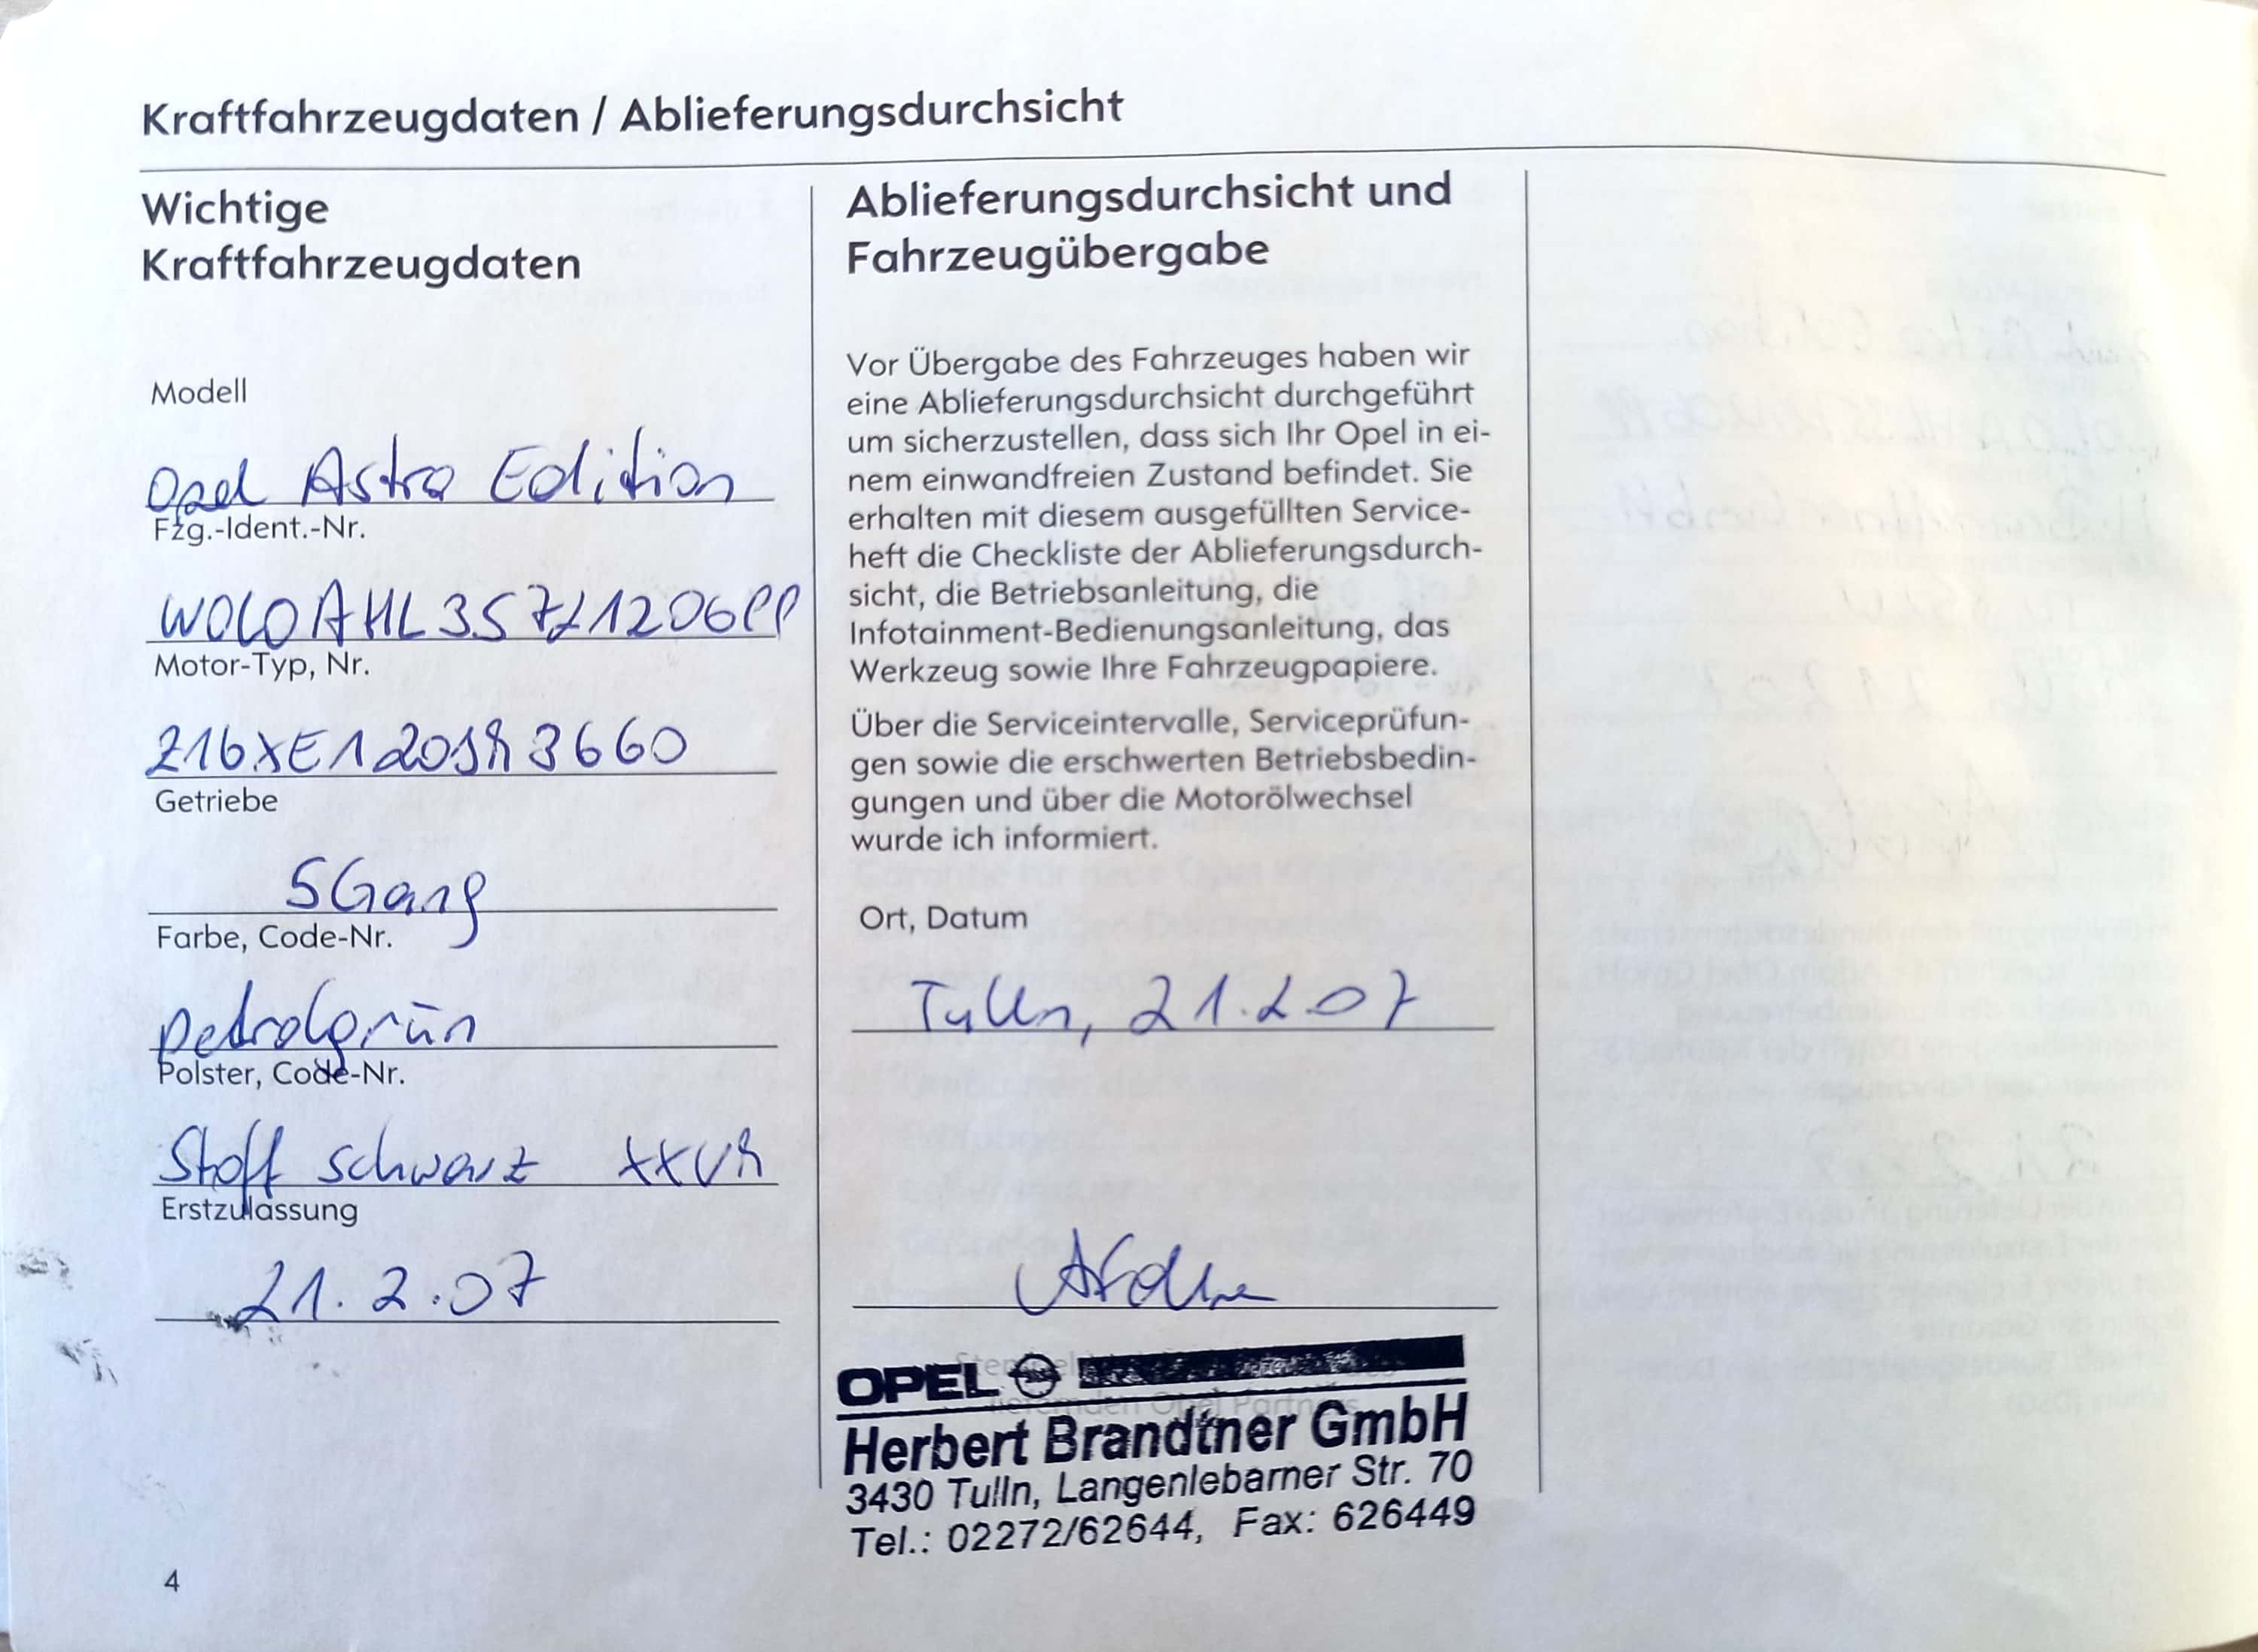 Kraftfahrzeugdaten / Ablieferungsdurchsicht
Wichtige
Kraftfahrzeugdaten
Modell
Opel Astra Edition
Fzg.-Ident.-Nr.
Motor-Typ, Nr.
Getriebe
5Gang
Farbe, Code-Nr.
petrolgrün
Polster, Code-Nr.
Stoff schwarz
Erstzulassung
21.2.07
Ablieferungsdurchsicht und
Fahrzeugübergabe
Vor Übergabe des Fahrzeuges haben wir
eine Ablieferungsdurchsicht durchgeführt
um sicherzustellen, dass sich Ihr Opel in ei-
nem einwandfreien Zustand befindet. Sie
erhalten mit diesem ausgefüllten Service-
heft die Checkliste der Ablieferungsdurch-
sicht, die Betriebsanleitung, die
Infotainment-Bedienungsanleitung, das
Werkzeug sowie Ihre Fahrzeugpapiere.
Über die Serviceintervalle, Serviceprüfun-
gen sowie die erschwerten Betriebsbedin-
gungen und über die Motorölwechsel
wurde ich informiert.
Ort, Datum
Tulln, 21.2.07
OPEL
Herbert Brandtner GmbH
3430 Tulln, Langenlebarner Str. 70
Tel.: 02272/62644, Fax: 626449
4